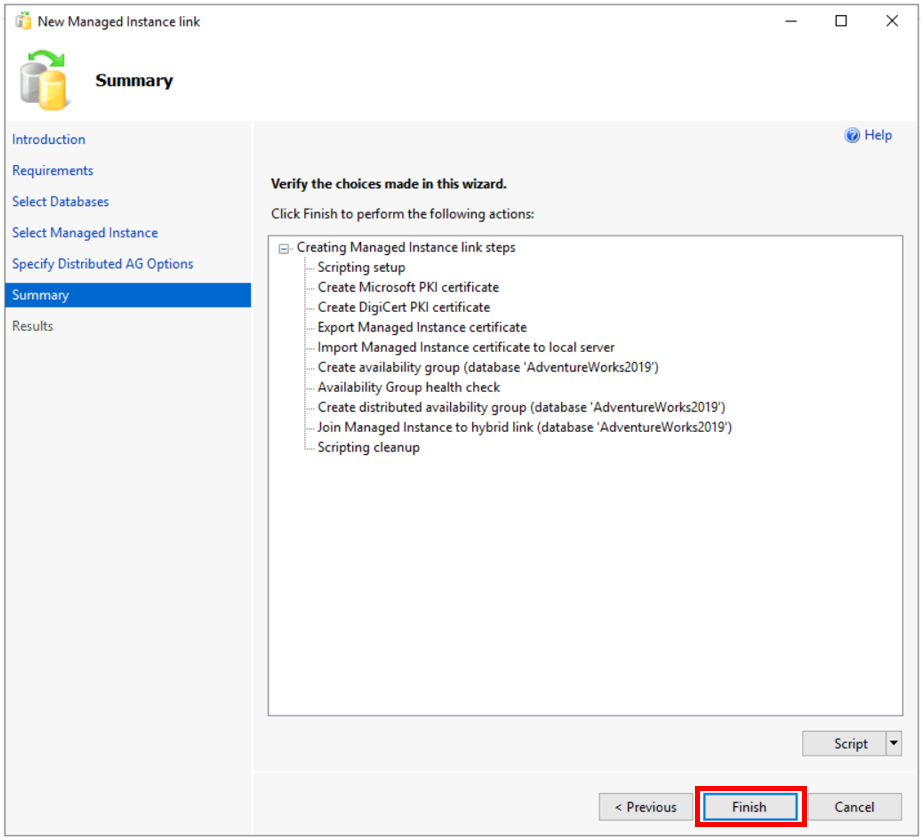 New Managed Instance link
Summary
Introduction
Requirements
Select Databases
Select Managed Instance
Specify Distributed AG Options
Summary
Results
Help
Verify the choices made in this wizard.
Click Finish to perform the following actions:
Creating Managed Instance link steps
Scripting setup
Create Microsoft PKI certificate
Create DigiCert PKI certificate
Export Managed Instance certificate
Import Managed Instance certificate to local server
Create availability group (database 'AdventureWorks2019')
Availability Group health check
Create distributed availability group (database 'AdventureWorks2019')
Join Managed Instance to hybrid link (database 'AdventureWorks2019')
Scripting cleanup
Script
< Previous
Finish
Cancel